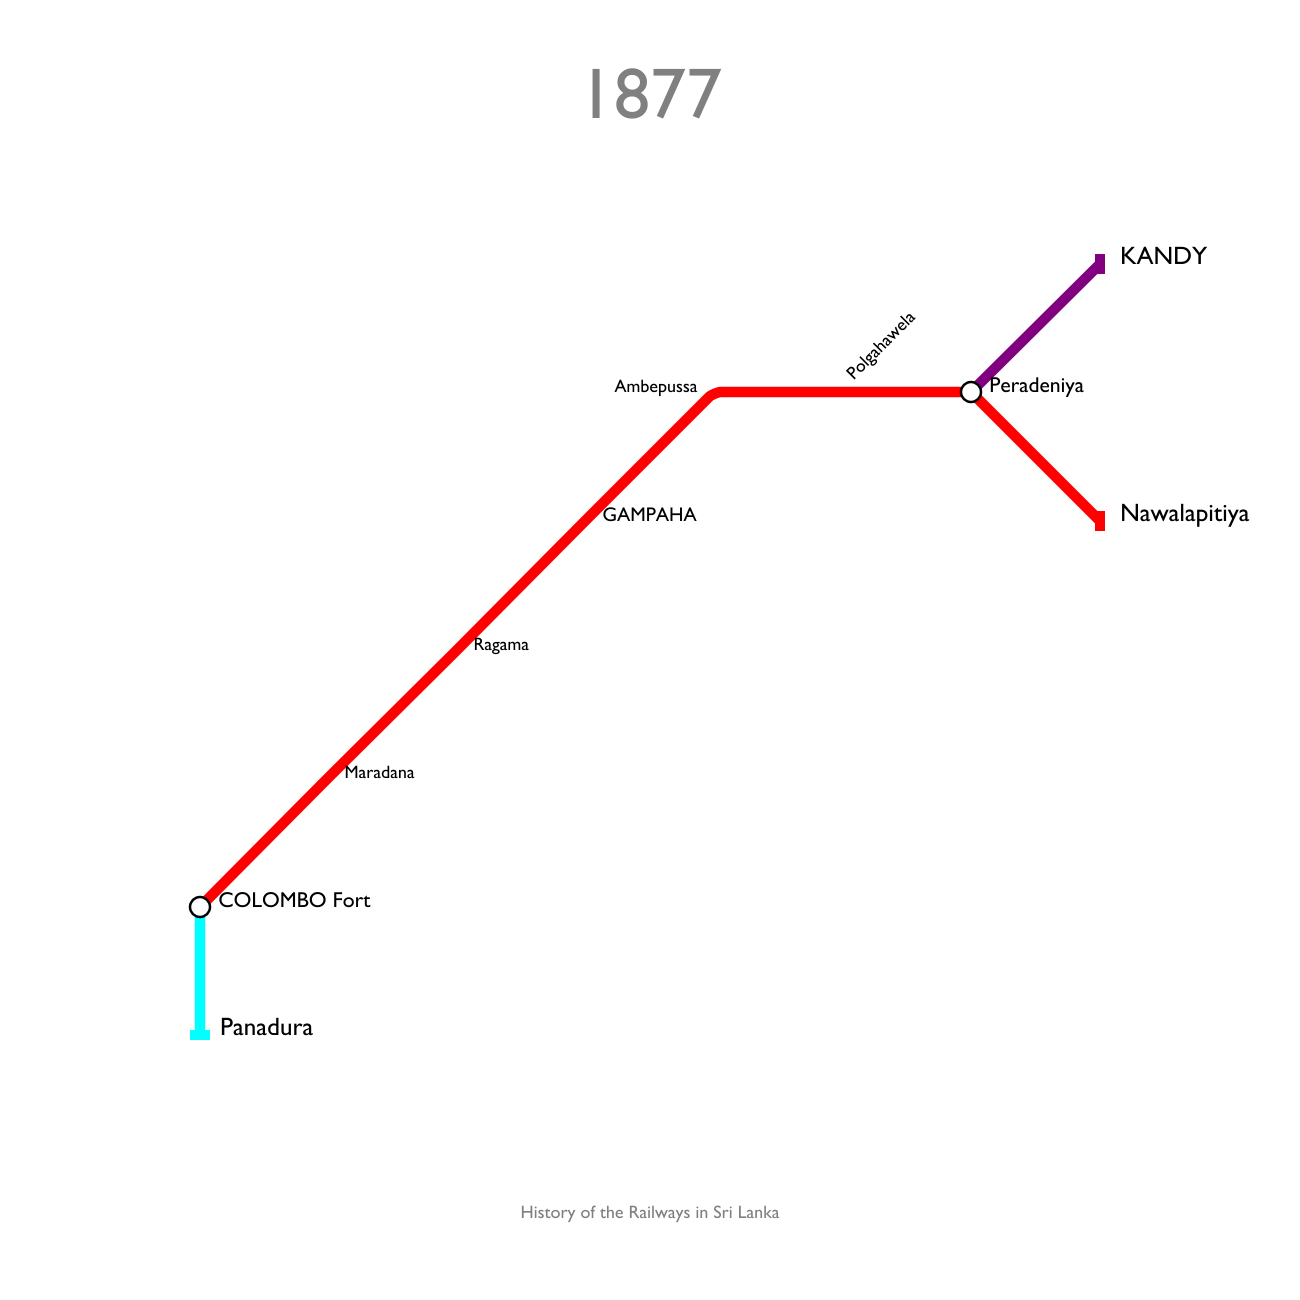 1877
KANDY
Polgahawela
Ambepussa
Peradeniya
GAMPAHA
Nawalapitiya
Ragama
Maradana
COLOMBO Fort
Panadura
History of the Railways in Sri Lanka